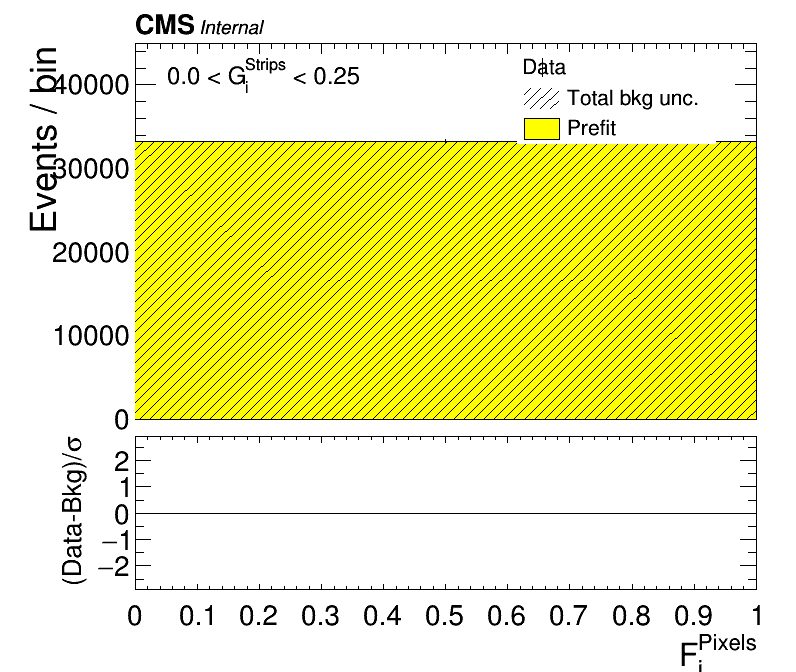 CMS Internal
0.0 < G_i^Strips < 0.25
Data
Total bkg unc.
Prefit
Events / bin
40000
30000
20000
10000
0
(Data-Bkg)/σ
2
1
0
−1
−2
0 0.1 0.2 0.3 0.4 0.5 0.6 0.7 0.8 0.9 1
F_i^Pixels